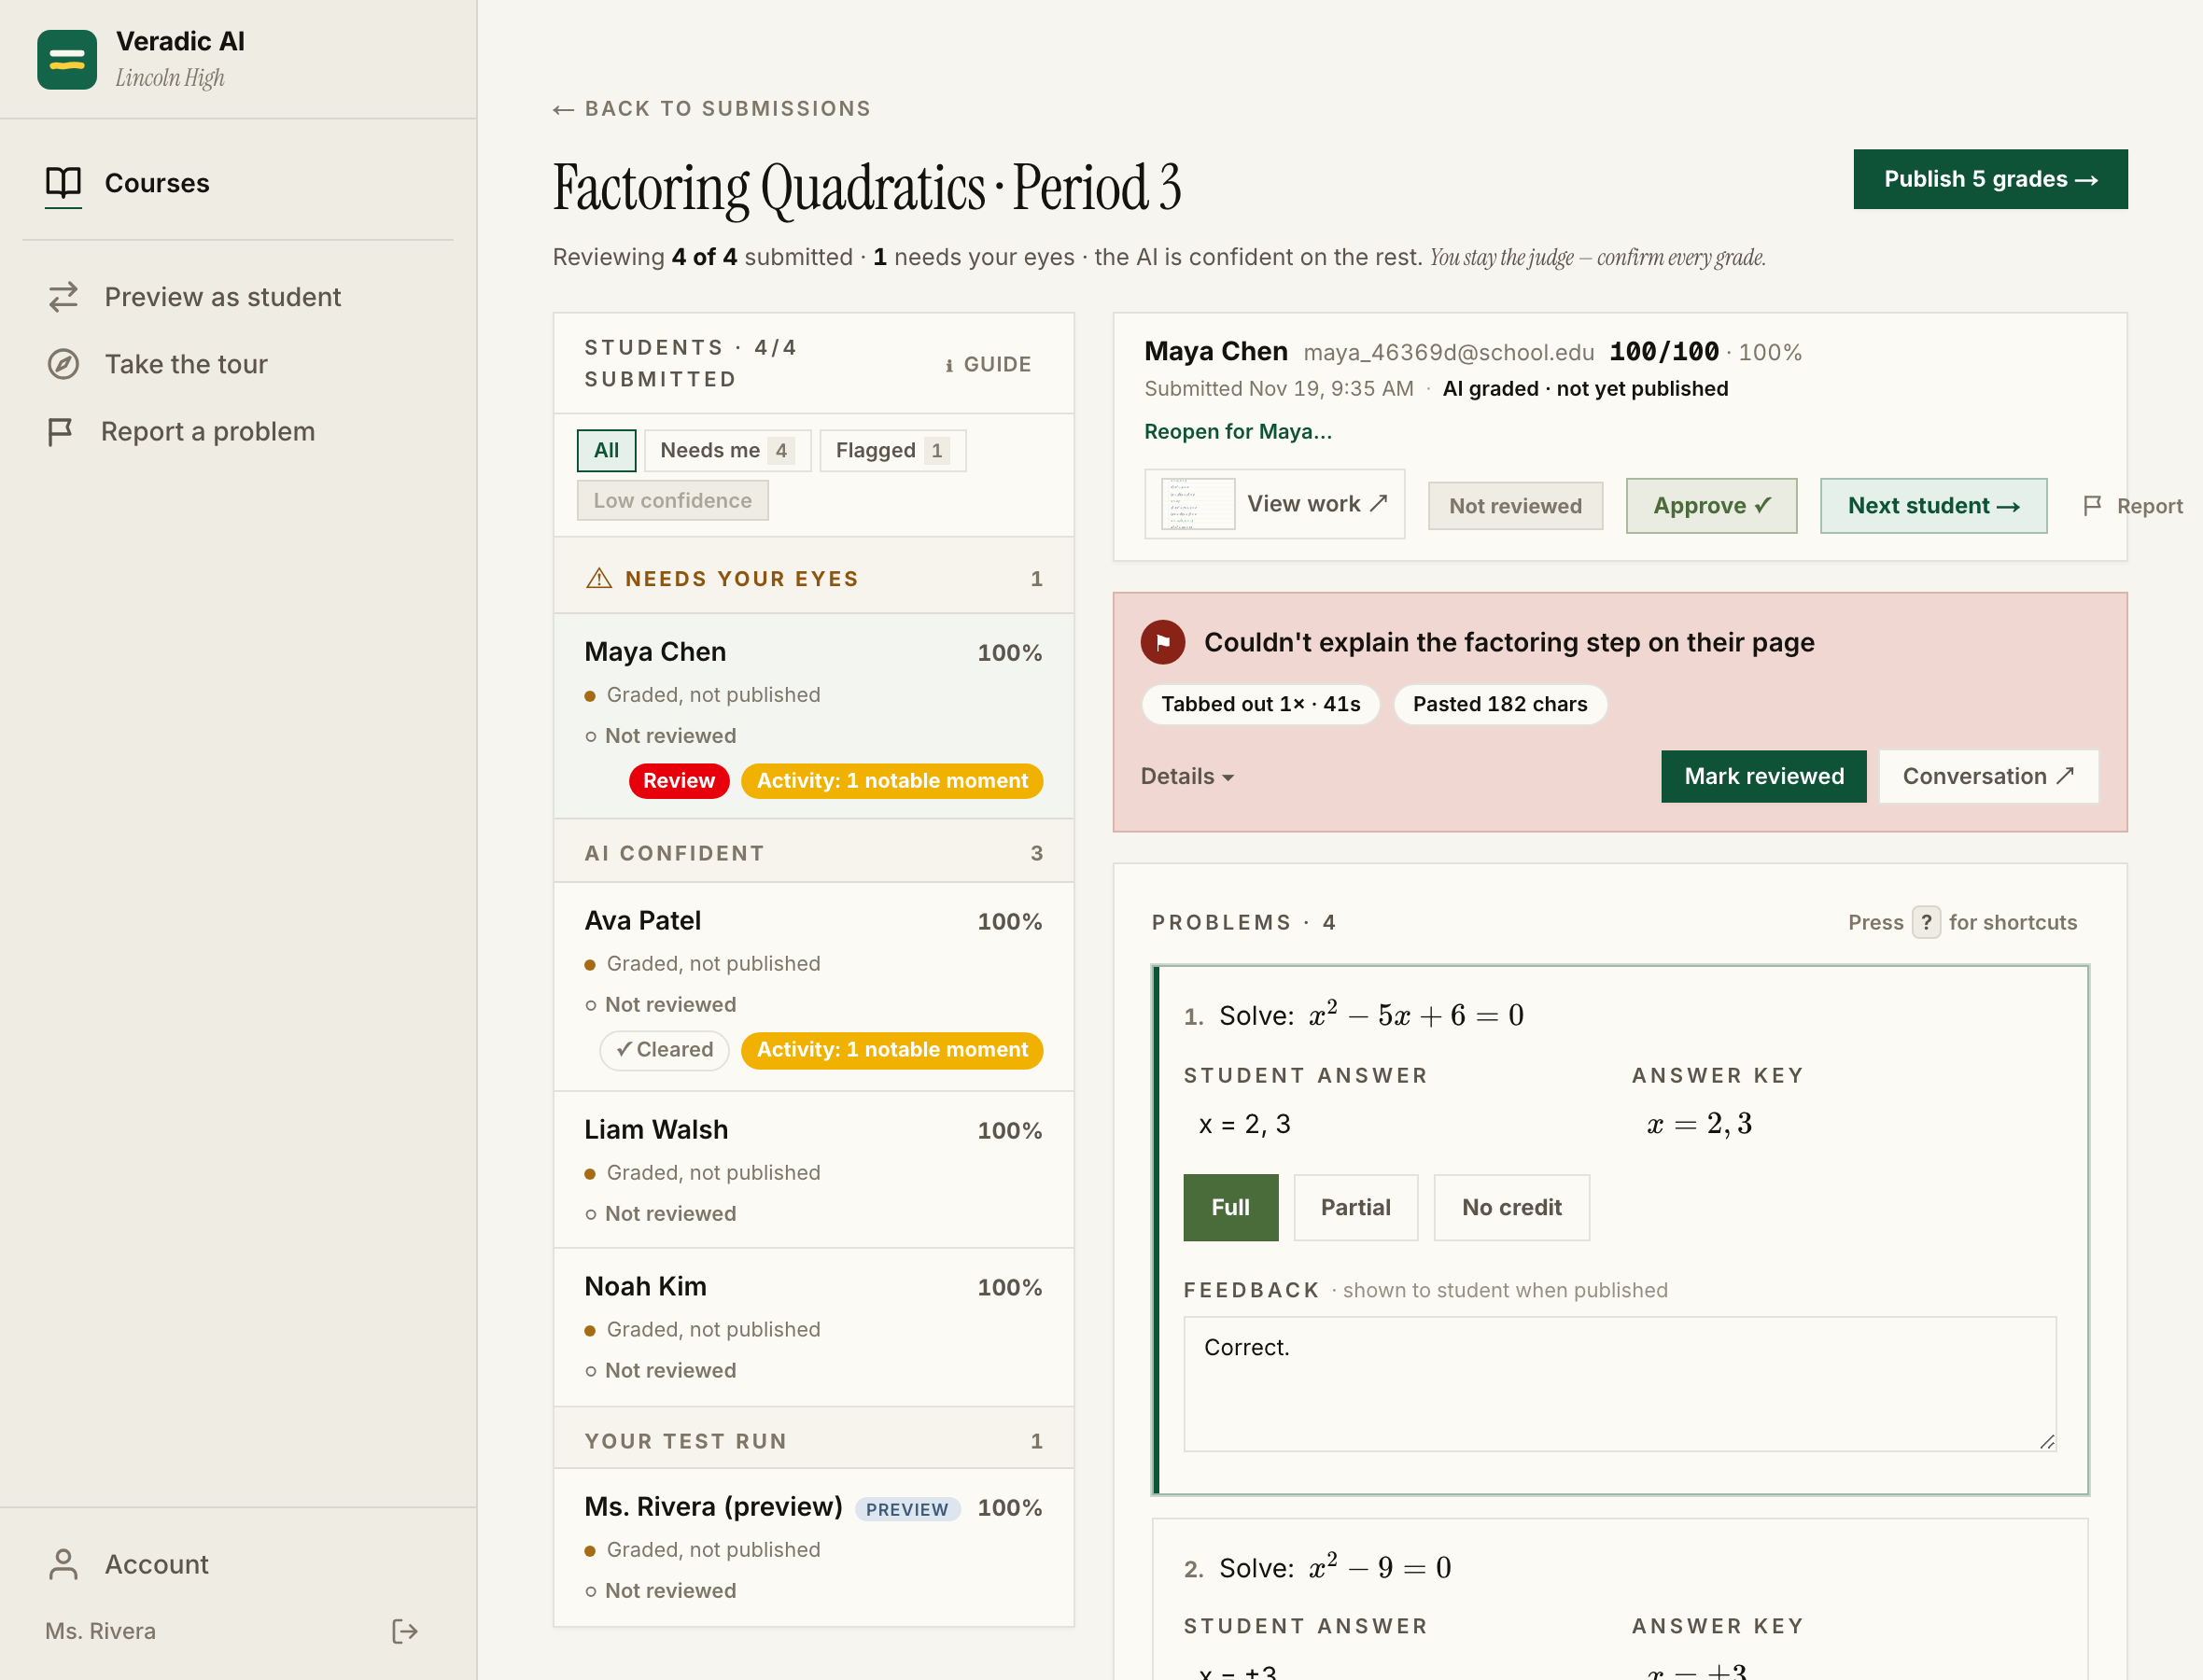 Veradic AI
Lincoln High
Courses
Preview as student
Take the tour
Report a problem
Account
Ms. Rivera
← BACK TO SUBMISSIONS
Factoring Quadratics · Period 3
Publish 5 grades →
Reviewing 4 of 4 submitted · 1 needs your eyes · the AI is confident on the rest. You stay the judge — confirm every grade.
STUDENTS · 4/4
SUBMITTED
i GUIDE
All
Needs me 4
Flagged 1
Low confidence
⚠ NEEDS YOUR EYES 1
Maya Chen 100%
Graded, not published
Not reviewed
Review
Activity: 1 notable moment
AI CONFIDENT 3
Ava Patel 100%
Graded, not published
Not reviewed
✓ Cleared
Activity: 1 notable moment
Liam Walsh 100%
Graded, not published
Not reviewed
Noah Kim 100%
Graded, not published
Not reviewed
YOUR TEST RUN 1
Ms. Rivera (preview) PREVIEW 100%
Graded, not published
Not reviewed
Maya Chen maya_46369d@school.edu 100/100 · 100%
Submitted Nov 19, 9:35 AM · AI graded · not yet published
Reopen for Maya...
View work ↗
Not reviewed
Approve ✓
Next student →
Report
Couldn't explain the factoring step on their page
Tabbed out 1× · 41s
Pasted 182 chars
Details
Mark reviewed
Conversation ↗
PROBLEMS · 4
Press ? for shortcuts
1. Solve: x² − 5x + 6 = 0
STUDENT ANSWER
ANSWER KEY
x = 2, 3
x = 2, 3
Full
Partial
No credit
FEEDBACK · shown to student when published
Correct.
2. Solve: x² − 9 = 0
STUDENT ANSWER
ANSWER KEY
x = ±3
x = ±3